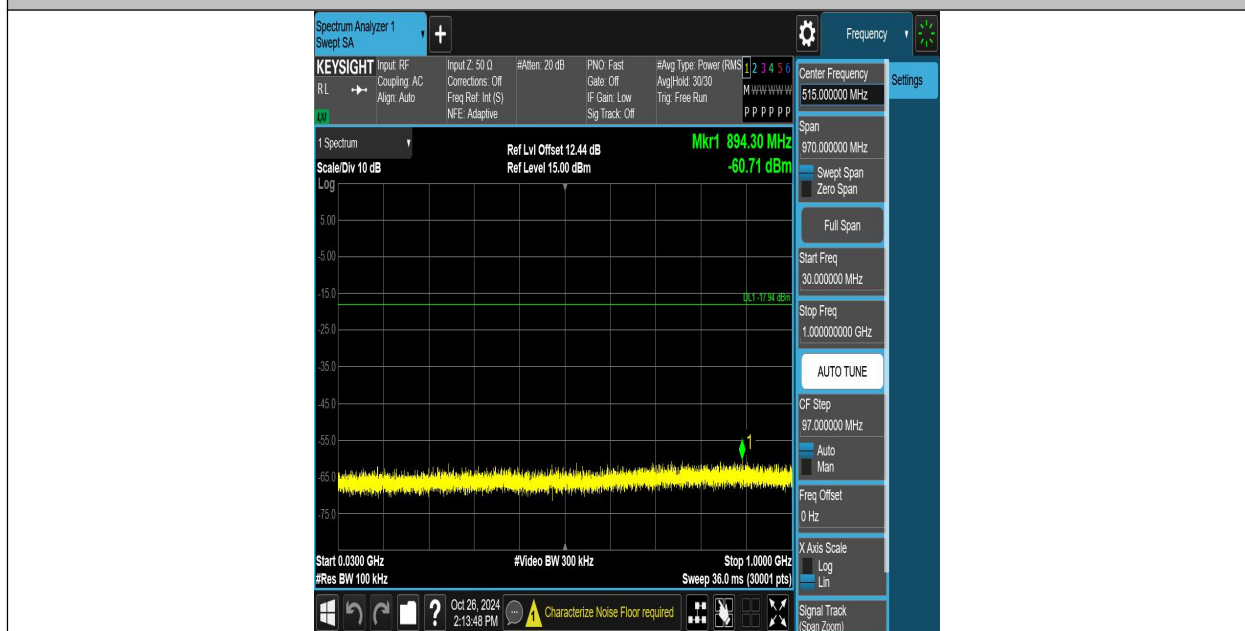 Spectrum Analyzer 1
Swept SA
+
Frequency
KEYSIGHT
RL
Input: RF
Coupling: AC
Align: Auto
Input Z: 50 Ω
Corrections: Off
Freq Ref: Int (S)
NFE: Adaptive
#Atten: 20 dB
PNO: Fast
Gate: Off
IF Gain: Low
Sig Track: Off
#Avg Type: Power (RMS
Avg|Hold: 30/30
Trig: Free Run
1 2 3 4 5 6
M W W W W W
P P P P P P
1 Spectrum
Scale/Div 10 dB
Ref Lvl Offset 12.44 dB
Ref Level 15.00 dBm
Mkr1 894.30 MHz
-60.71 dBm
Log
5.00
-5.00
-15.0
DL1 -17.94 dBm
-25.0
-35.0
-45.0
-55.0
1
-65.0
-75.0
Start 0.0300 GHz
#Video BW 300 kHz
Stop 1.0000 GHz
#Res BW 100 kHz
Sweep 36.0 ms (30001 pts)
?
Oct 26, 2024
2:13:48 PM
Characterize Noise Floor required
Center Frequency
515.000000 MHz
Settings
Span
970.000000 MHz
Swept Span
Zero Span
Full Span
Start Freq
30.000000 MHz
Stop Freq
1.000000000 GHz
AUTO TUNE
CF Step
97.000000 MHz
Auto
Man
Freq Offset
0 Hz
X Axis Scale
Log
Lin
Signal Track
(Span Zoom)